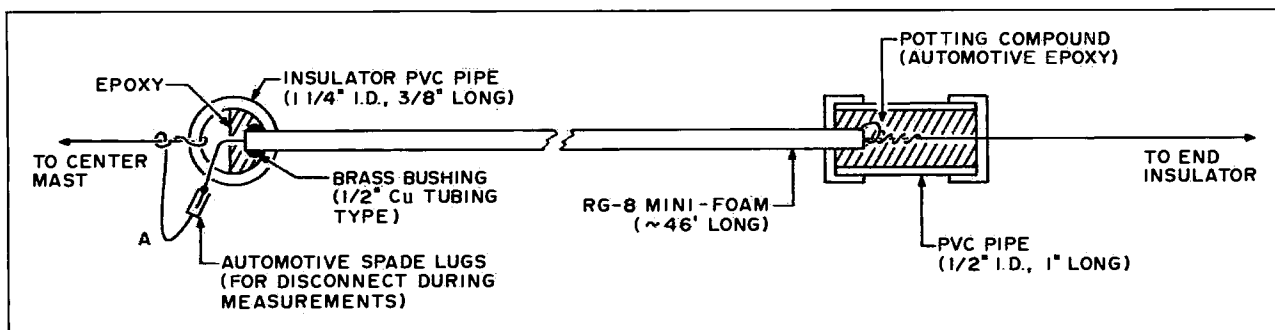 EPOXY
INSULATOR PVC PIPE
(1 1/4" I.D., 3/8" LONG)
POTTING COMPOUND
(AUTOMOTIVE EPOXY)
TO CENTER
MAST
BRASS BUSHING
(1/2" Cu TUBING
TYPE)
A
AUTOMOTIVE SPADE LUGS
(FOR DISCONNECT DURING
MEASUREMENTS)
RG-8 MINI-FOAM
(~46' LONG)
TO END
INSULATOR
PVC PIPE
(1/2" I.D., 1" LONG)